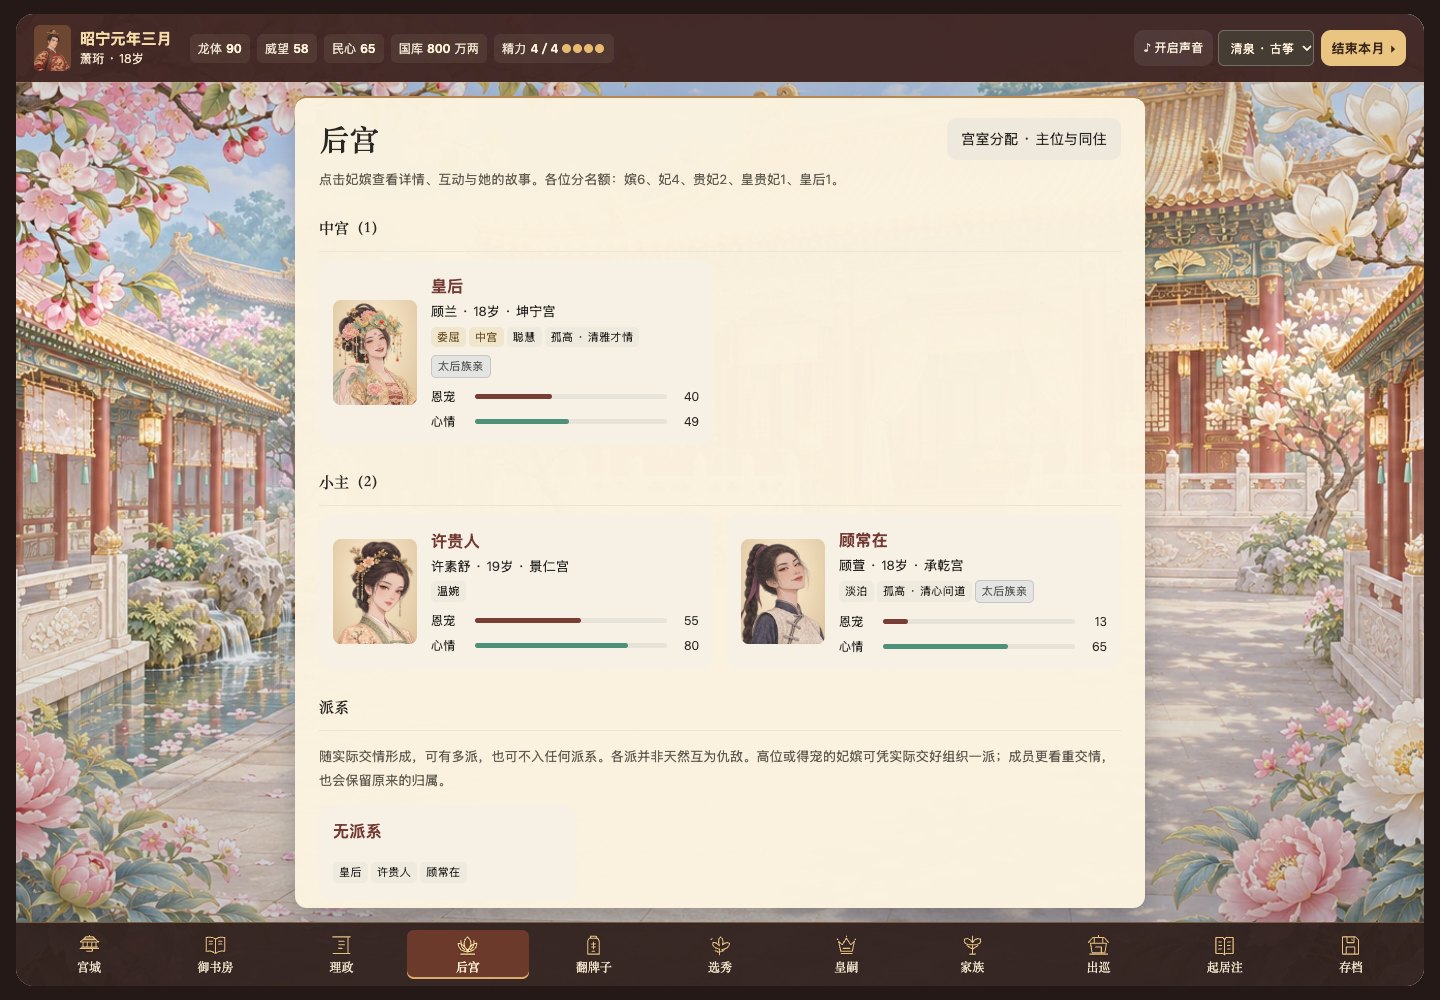 昭宁元年三月
萧珩 · 18岁
龙体 90
威望 58
民心 65
国库 800 万两
精力 4 / 4
♪ 开启声音
清泉 · 古筝
结束本月
后宫
宫室分配 · 主位与同住
点击妃嫔查看详情、互动与她的故事。各位分名额：嫔6、妃4、贵妃2、皇贵妃1、皇后1。
中宫（1）
皇后
顾兰 · 18岁 · 坤宁宫
委屈 中宫 聪慧 孤高 · 清雅才情
太后族亲
恩宠 40
心情 49
小主（2）
许贵人
许素舒 · 19岁 · 景仁宫
温婉
恩宠 55
心情 80
顾常在
顾萱 · 18岁 · 承乾宫
淡泊 孤高 · 清心问道 太后族亲
恩宠 13
心情 65
派系
随实际交情形成，可有多派，也可不入任何派系。各派并非天然互为仇敌。高位或得宠的妃嫔可凭实际交好组织一派；成员更看重交情，
也会保留原来的归属。
无派系
皇后 许贵人 顾常在
宫城
御书房
理政
后宫
翻牌子
选秀
皇嗣
家族
出巡
起居注
存档